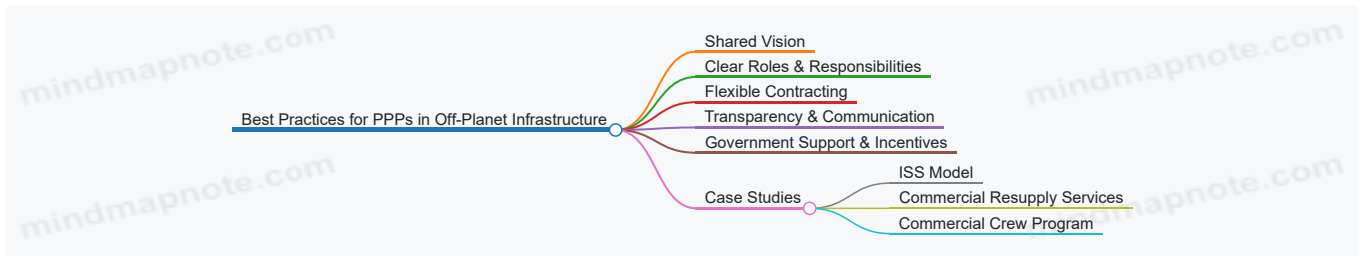 mindmapnote.com
mindmapnote.com
Shared Vision
Clear Roles & Responsibilities
Flexible Contracting
Best Practices for PPPs in Off-Planet Infrastructure
Transparency & Communication
Government Support & Incentives
Case Studies
ISS Model
Commercial Resupply Services
Commercial Crew Program
mindmapnote.com
mindmapnote.com